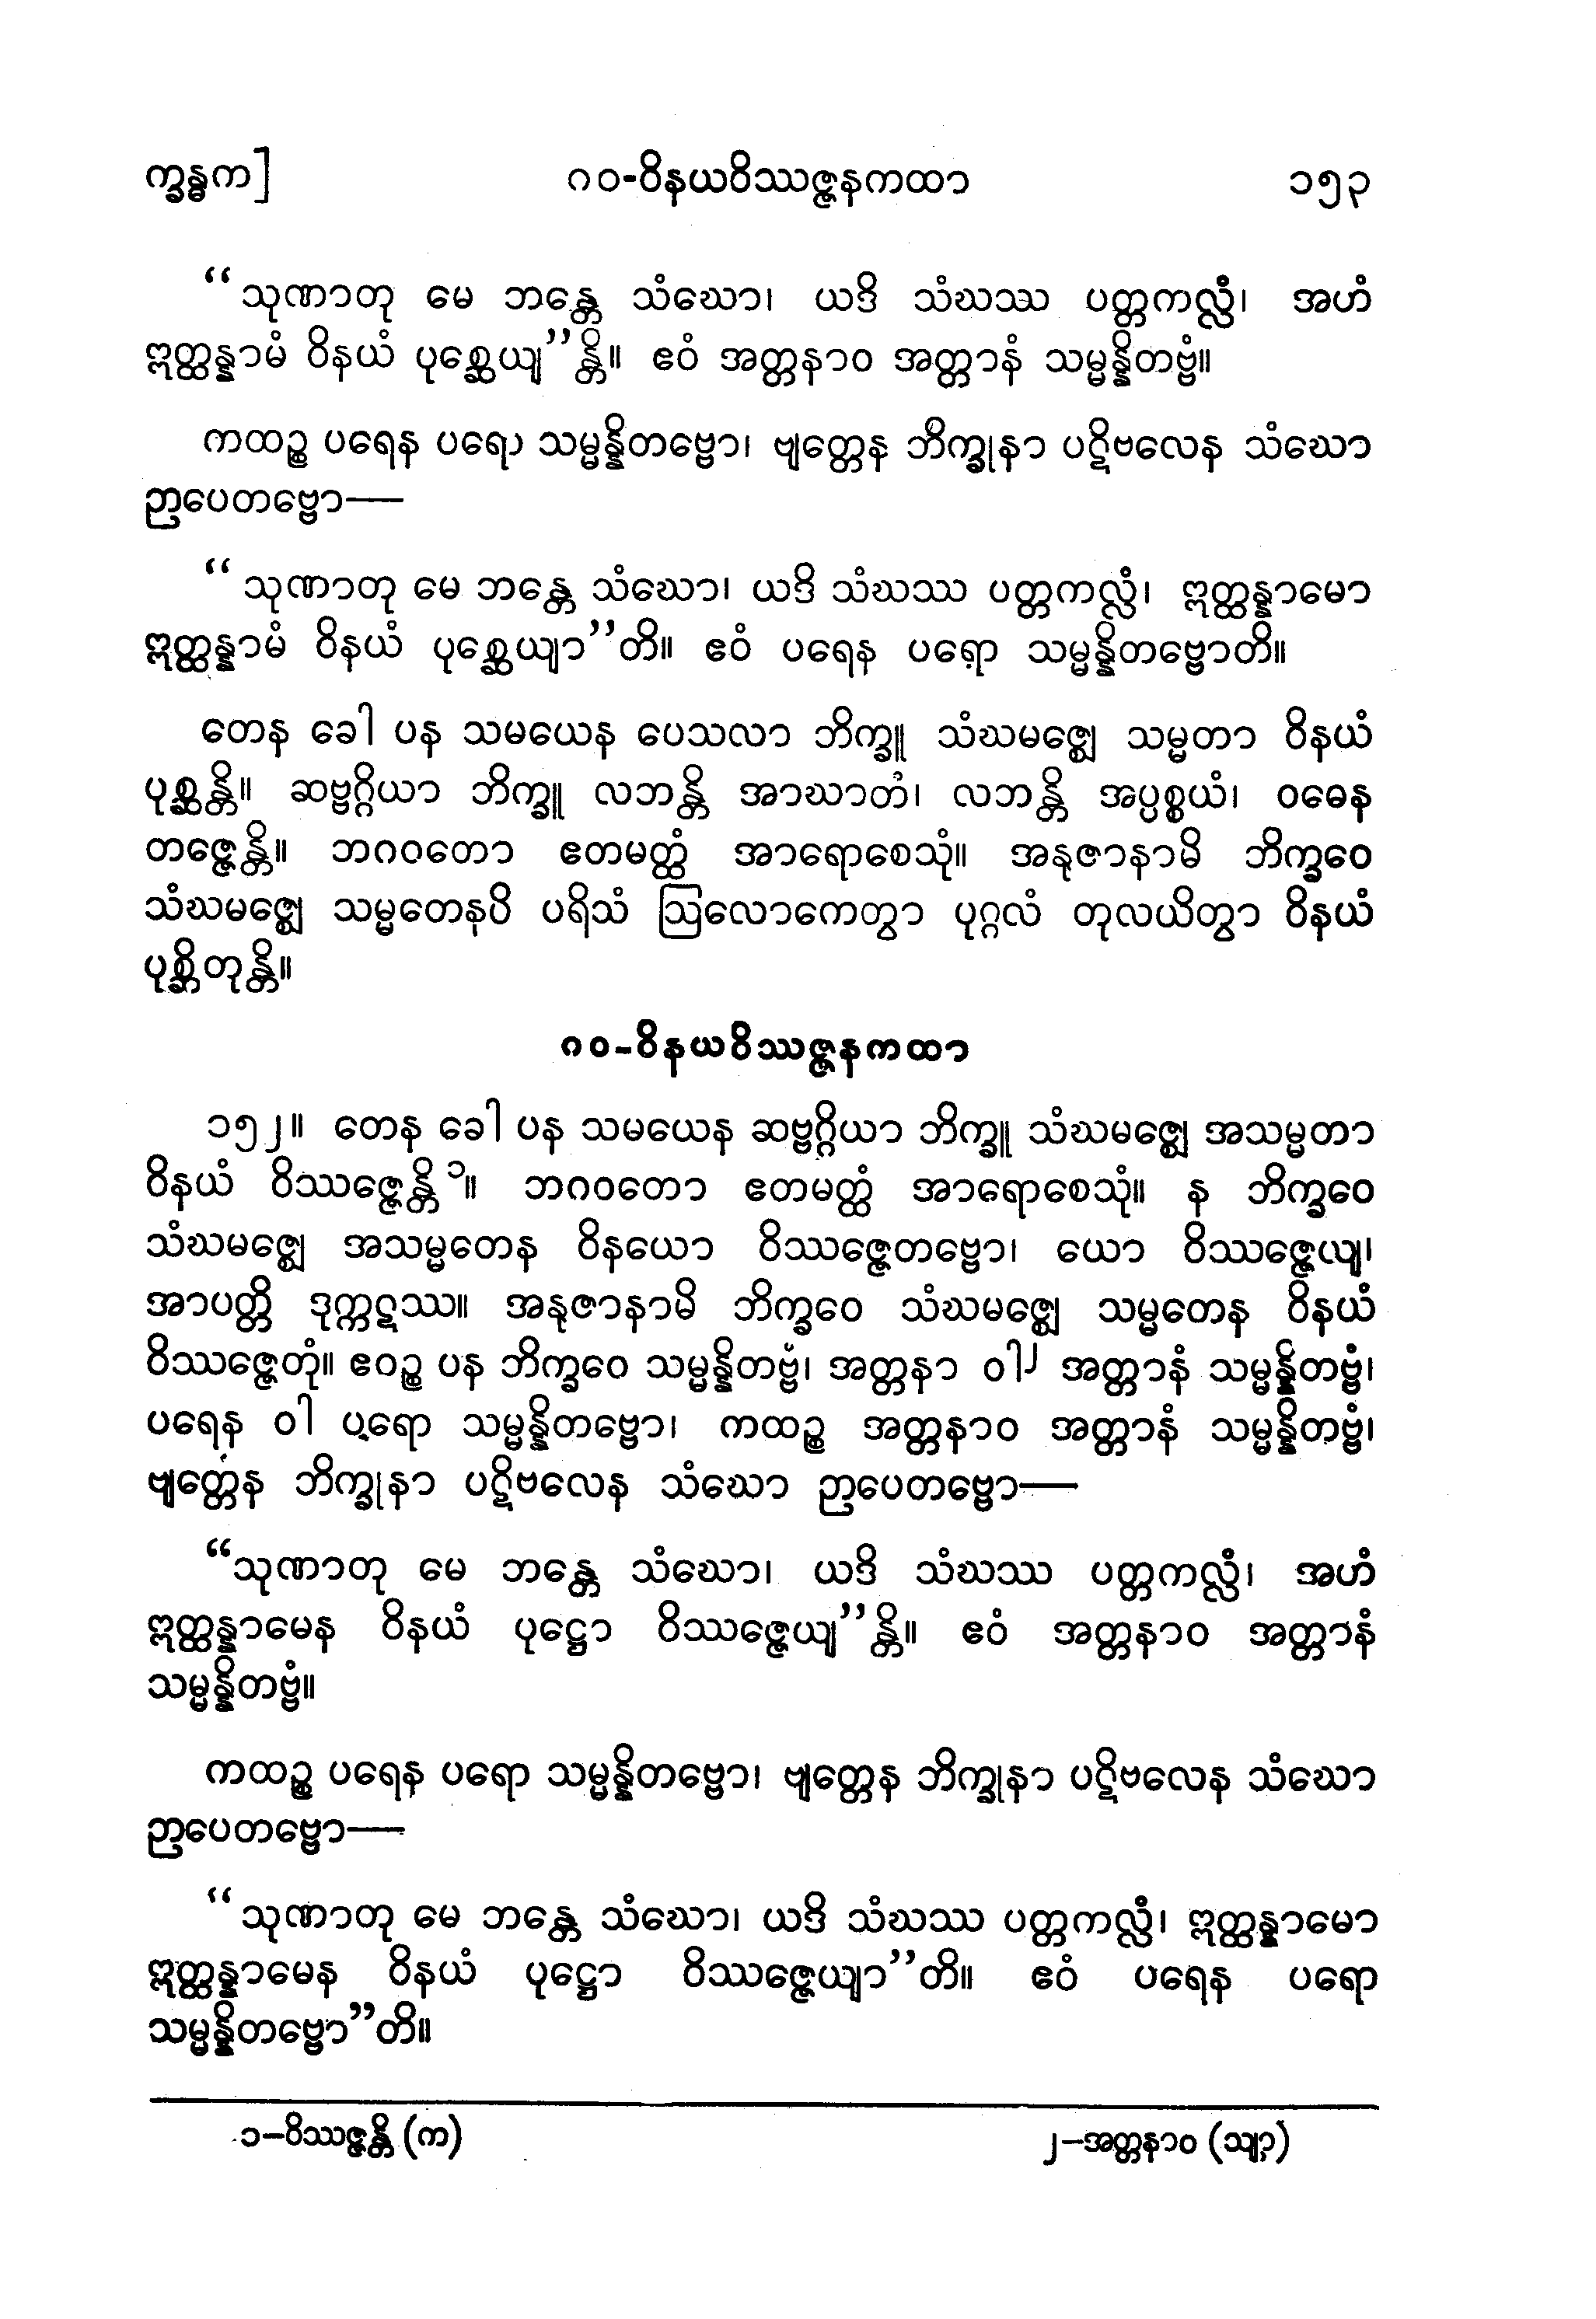 က္ခန္ဓက] ၈၀-ဝိနယဝိဿဇ္ဇနကထာ ၁၅၃
“သုဏာတု မေ ဘန္တေ သံဃော၊ ယဒိ သံဃဿ ပတ္တကလ္လံ၊ အဟံ
ဣတ္ထန္နာမံ ဝိနယံ ပုစ္ဆေယျ”န္တိ။ ဧဝံ အတ္တနာဝ အတ္တာနံ သမ္မန္နိတဗ္ဗံ။
ကထဉ္စ ပရေန ပရော သမ္မန္နိတဗ္ဗော၊ ဗျတ္တေန ဘိက္ခုနာ ပဋိဗလေန သံဃော
ဉာပေတဗ္ဗော—
“သုဏာတု မေ ဘန္တေ သံဃော၊ ယဒိ သံဃဿ ပတ္တကလ္လံ၊ ဣတ္ထန္နာမော
ဣတ္ထန္နာမံ ဝိနယံ ပုစ္ဆေယျာ”တိ။ ဧဝံ ပရေန ပရော သမ္မန္နိတဗ္ဗောတိ။
တေန ခေါ ပန သမယေန ပေသလာ ဘိက္ခူ သံဃမဇ္ဈေ သမ္မတာ ဝိနယံ
ပုစ္ဆန္တိ။ ဆဗ္ဗဂ္ဂိယာ ဘိက္ခူ လဘန္တိ အာဃာတံ၊ လဘန္တိ အပ္ပစ္စယံ၊ ဝဓေန
တဇ္ဇေန္တိ။ ဘဂဝတော ဧတမတ္ထံ အာရောစေသုံ။ အနုဇာနာမိ ဘိက္ခဝေ
သံဃမဇ္ဈေ သမ္မတေနပိ ပရိသံ ဩလောကေတွာ ပုဂ္ဂလံ တုလယိတွာ ဝိနယံ
ပုစ္ဆိတုန္တိ။
၈၀-ဝိနယဝိဿဇ္ဇနကထာ
၁၅၂။ တေန ခေါ ပန သမယေန ဆဗ္ဗဂ္ဂိယာ ဘိက္ခူ သံဃမဇ္ဈေ အသမ္မတာ
ဝိနယံ ဝိဿဇ္ဇေန္တိ၁။ ဘဂဝတော ဧတမတ္ထံ အာရောစေသုံ။ န ဘိက္ခဝေ
သံဃမဇ္ဈေ အသမ္မတေန ဝိနယော ဝိဿဇ္ဇေတဗ္ဗော၊ ယော ဝိဿဇ္ဇေယျ၊
အာပတ္တိ ဒုက္ကဋဿ။ အနုဇာနာမိ ဘိက္ခဝေ သံဃမဇ္ဈေ သမ္မတေန ဝိနယံ
ဝိဿဇ္ဇေတုံ။ ဧဝဉ္စ ပန ဘိက္ခဝေ သမ္မန္နိတဗ္ဗံ၊ အတ္တနာ ဝါ၂ အတ္တာနံ သမ္မန္နိတဗ္ဗံ၊
ပရေန ဝါ ပရော သမ္မန္နိတဗ္ဗော၊ ကထဉ္စ အတ္တနာဝ အတ္တာနံ သမ္မန္နိတဗ္ဗံ၊
ဗျတ္တေန ဘိက္ခုနာ ပဋိဗလေန သံဃော ဉာပေတဗ္ဗော—
“သုဏာတု မေ ဘန္တေ သံဃော၊ ယဒိ သံဃဿ ပတ္တကလ္လံ၊ အဟံ
ဣတ္ထန္နာမေန ဝိနယံ ပုဋ္ဌော ဝိဿဇ္ဇေယျ”န္တိ။ ဧဝံ အတ္တနာဝ အတ္တာနံ
သမ္မန္နိတဗ္ဗံ။
ကထဉ္စ ပရေန ပရော သမ္မန္နိတဗ္ဗော၊ ဗျတ္တေန ဘိက္ခုနာ ပဋိဗလေန သံဃော
ဉာပေတဗ္ဗော—
“သုဏာတု မေ ဘန္တေ သံဃော၊ ယဒိ သံဃဿ ပတ္တကလ္လံ၊ ဣတ္ထန္နာမော
ဣတ္ထန္နာမေန ဝိနယံ ပုဋ္ဌော ဝိဿဇ္ဇေယျာ”တိ။ ဧဝံ ပရေန ပရော
သမ္မန္နိတဗ္ဗော”တိ။
၁−ဝိဿဇ္ဇန္တိ (က) ၂−အတ္တနာဝ (သျာ)